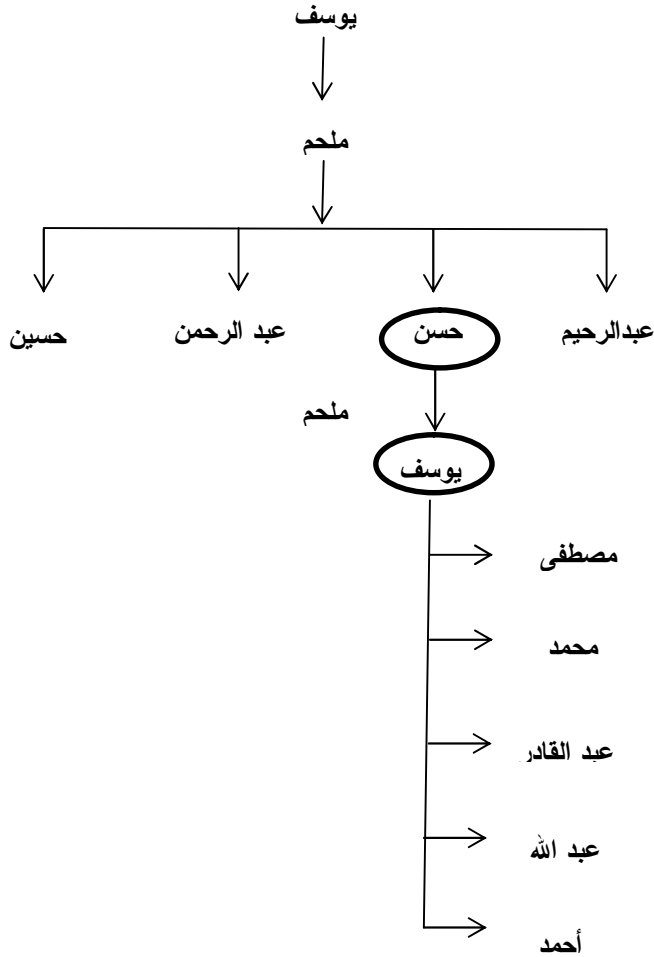 يوسف
ملحم
عبدالرحيم
حسن
عبد الرحمن
حسين
ملحم
يوسف
مصطفى
محمد
عبد القادر
عبد الله
أحمد